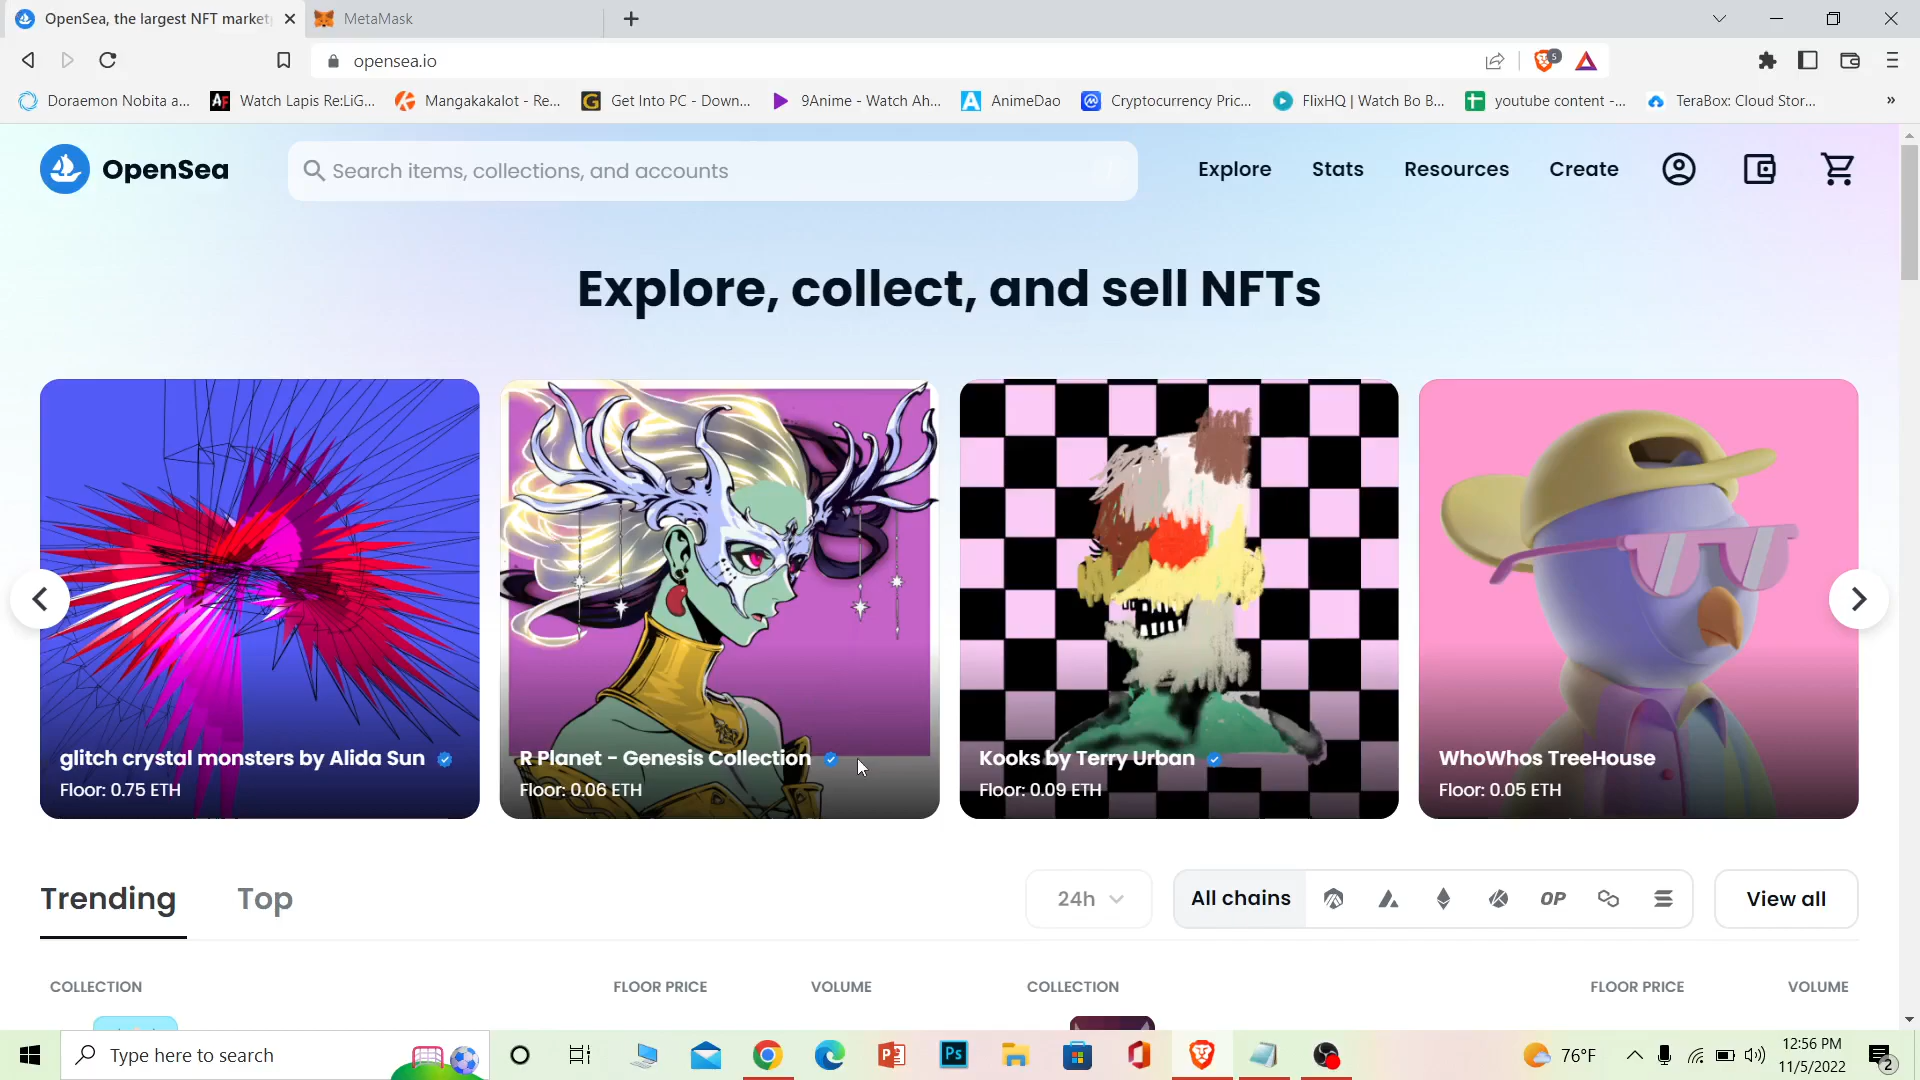 OpenSea, the largest NFT market
MetaMask
opensea.io
5
Doraemon Nobita a...
Watch Lapis Re:LiG...
Mangakakalot - Re...
Get Into PC - Down...
9Anime - Watch Ah...
AnimeDao
Cryptocurrency Pric...
FlixHQ | Watch Bo B...
youtube content -...
TeraBox: Cloud Stor...
»
OpenSea
Search items, collections, and accounts
/
Explore
Stats
Resources
Create
Explore, collect, and sell NFTs
glitch crystal monsters by Alida Sun
Floor: 0.75 ETH
R Planet - Genesis Collection
Floor: 0.06 ETH
Kooks by Terry Urban
Floor: 0.09 ETH
WhoWhos TreeHouse
Floor: 0.05 ETH
Trending
Top
24h
All chains
OP
View all
COLLECTION
FLOOR PRICE
VOLUME
COLLECTION
FLOOR PRICE
VOLUME
Type here to search
Ps
76°F
12:56 PM
11/5/2022
2